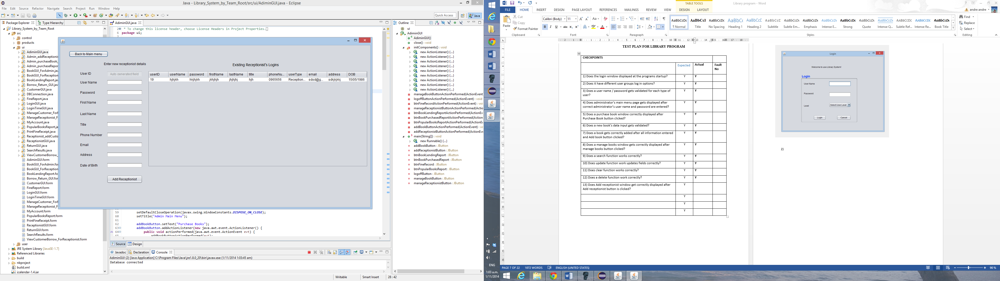 Java - Library_System_by_Team_Root/src/ui/AdiminGUI.java - Eclipse
File Edit Source Refactor Navigate Search Project Run Window Help
Quick Access
Java
Package Explorer
Type Hierarchy
Library_System_by_Team_Root
src
control
products
ui
AdiminGUI.java
Admin_addReceptionis
Admin_purchaseBook.
Admin_purchaseRepor
BookGUI_ForAdmin.jav
BookGUI_ForReception
BookLendingReport.jav
Borrow_Return_GUI.jav
CustomerGUI.java
DBConnection.java
FineReport.java
LoginGUI.java
LoginTimeGUI.java
ManageCustomer_ForR
ManageRecepitonist_F
MyAccount.java
PopularBooksReport.ja
PrintFineReceipt.java
Receptionist_addCusto
ReceptionistGUI.java
ReturnGUI.java
SearchResults.java
ViewCustomerBorrow_
AdiminGUI.form
BookGUI_ForAdmin.for
BookGUI_ForReception
BookLendingReport.fo
Borrow_Return_GUI.for
CustomerGUI.form
FineReport.form
LoginGUI.form
LoginTimeGUI.form
ManageCustomer_ForR
ManageRecepitonist_F
MyAccount.form
PopularBooksReport.form
PrintFineReceipt.form
ReceptionistGUI.form
ReturnGUI.form
SearchResults.form
ViewCustomerBorrow_ForReceptionist.form
user
JRE System Library [JavaSE-1.7]
Referenced Libraries
build
nbproject
build.xml
jcalendar-1.4.jar
AdiminGUI.java
2 * To change this license header, choose License Headers in Project Properties.
6 package ui;
7
Back to Main menu
Enter new receptionist details
User ID Auto generated field
User Name
Password
First Name
Last Name
Title
Phone Number
Email
Address
Date of Birth
Add Receptionist
Existing Receptionist's Logins
userID userName password firstName lastName title phoneNu... userType email address DOB
19 hjhjkh hkjhjkh jkhjhjh jhjhjhj hjh 0965656 Reception... sdsd@g... sdkjkjkkj 15/05/1986
59 setDefaultCloseOperation(javax.swing.WindowConstants.DISPOSE_ON_CLOSE);
60 setTitle("Admin Main Menu");
61
62 addBookButton.setText("Purchase Books");
63 addBookButton.addActionListener(new java.awt.event.ActionListener() {
64 public void actionPerformed(java.awt.event.ActionEvent evt) {
65 addBookButtonActionPerformed(evt);
Source Design
Javadoc Declaration Console
AdiminGUI (2) [Java Application] C:\Program Files\Java\jre1.8.0_20\bin\javaw.exe (1/11/2014 1:03:45 am)
Database connected
Writable Smart Insert 28 : 42
Outline
ui
AdiminGUI
AdiminGUI()
close() : void
initComponents() : void
new ActionListener() {...}
new ActionListener() {...}
new ActionListener() {...}
new ActionListener() {...}
new ActionListener() {...}
new ActionListener() {...}
new ActionListener() {...}
new ActionListener() {...}
new ActionListener() {...}
manageBookButtonActionPerformed(ActionEvent
logoffButtonActionPerformed(ActionEvent) : void
btnFineRecordActionPerformed(ActionEvent) : voi
manageReceptionistButtonActionPerformed(Action
btnBookLendingReportActionPerformed(ActionEv
btnBookPurchasedReportActionPerformed(Action
btnPopularBooksReportActionPerformed(ActionE
addBookButtonActionPerformed(ActionEvent) : vo
addReceptionistButtonActionPerformed(ActionEve
main(String[]) : void
new Runnable() {...}
addBookButton : JButton
addReceptionistButton : JButton
btnBookLendingReport : JButton
btnBookPurchasedReport : JButton
btnFineRecord : JButton
btnPopularBooksReport : JButton
logoffButton : JButton
manageBookButton : JButton
manageReceptionistButton : JButton
ENG
1:03 a.m.
1/11/2014
TABLE TOOLS
Library program - Word
FILE HOME INSERT DESIGN PAGE LAYOUT REFERENCES MAILINGS REVIEW VIEW DESIGN LAYOUT
andre andre
Paste
Cut
Copy
Format Painter
Clipboard
Calibri (Body) 11
Font
Paragraph
Normal Title No Spacing Heading 1 Heading 2 Subtitle Subtle Em... Emphasis Intense E... Strong Quote Intense Q... Subtle Ref... Intense Re... Book Title
Styles
Find
Replace
Select
Editing
TEST PLAN FOR LIBRARY PROGRAM
CHECKPOINTS
Expected Actual Fault
No
1) Does the login window displayed at the programs startup? Y Y
2) Does it have different user groups log in options? Y Y
3) Does a user name / password gets validated for each type of Y Y
user?
4) Does administrator's main menu page gets displayed after Y Y
correct administrator's user name and password are entered?
5) Does a purchase book window correctly displayed after Y Y
Purchase Book button clicked?
6) Does a new book's data input gets validated? Y Y
7) Does a book gets correctly added after all information entered Y Y
and Add book button clicked?
8) Does a manage books window gets correctly displayed after Y Y
manage books button clicked?
9) Does a search function works correctly? Y Y
10) Does update function work updates fields correctly? Y Y
11) Does clear function works correctly? Y Y
12) Does a delete function work correctly? Y Y
13) Does Add receptionist window get correctly displayed after Y
Add receptionist button is clicked?
Y
Y
Y
Login
Welcome to use Library System!
Login
User Name
Password
Level Select User Level
Login Cancel
2)
PAGE 7 OF 22 1072 WORDS ENGLISH (UNITED STATES)
90 %